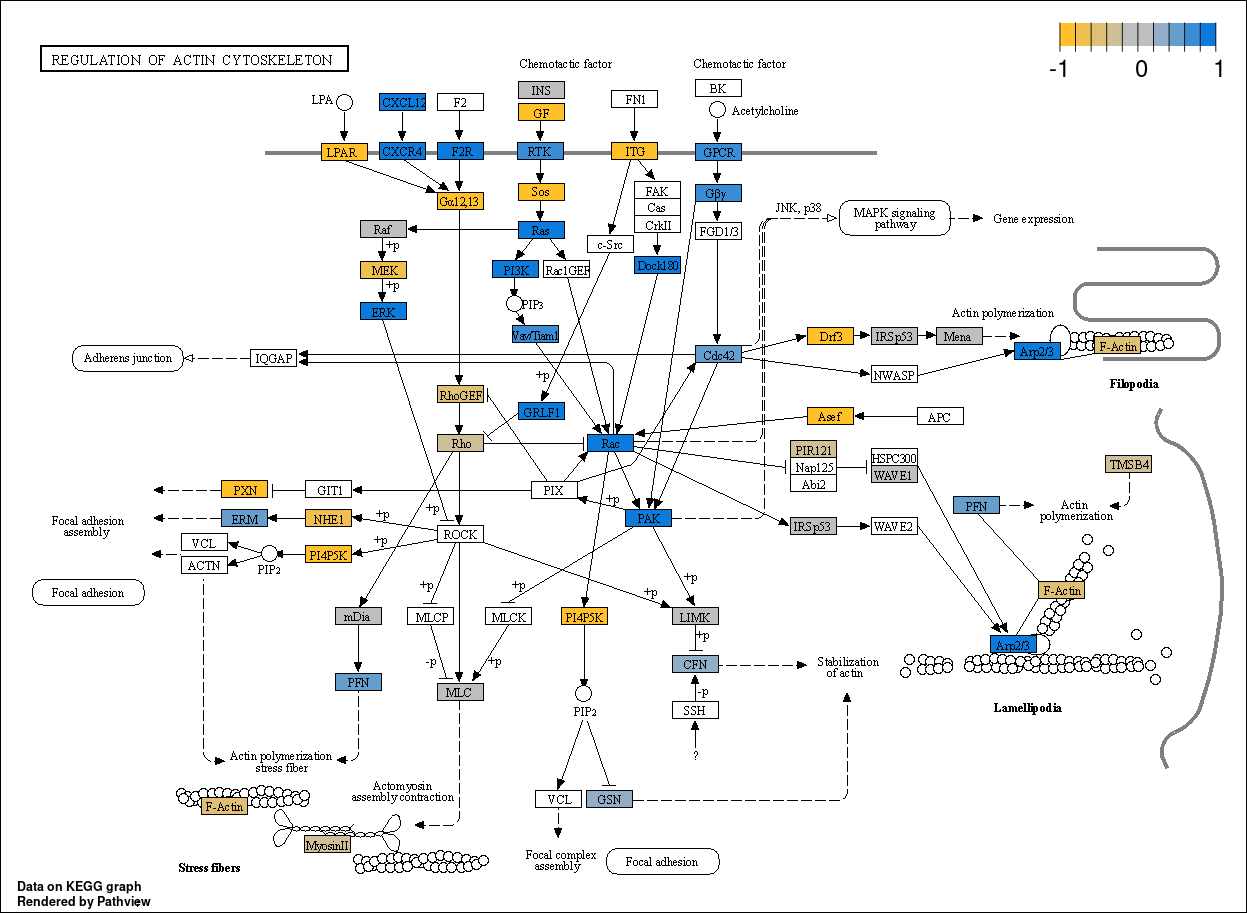 REGULATION OF ACTIN CYTOSKELETON
-1 0 1
Chemotactic factor
Chemotactic factor
LPA
CXCL12
F2
INS
GF
FN1
BK
Acetylcholine
LPAR
CXCR4
F2R
RTK
ITG
GPCR
Gα12,13
Sos
FAK
Cas
CrkII
Gβγ
Raf
Ras
c-Src
FGD1/3
JNK, p38
MAPK signaling
pathway
Gene expression
+p
MEK
PI3K
Rac1GEF
Dock180
+p
ERK
PIP3
Vav/Tiam1
Actin polymerization
Drf3
IRSp53
Mena
Arp2/3
F-Actin
Adherens junction
IQGAP
Cdc42
NWASP
Filopodia
+p
RhoGEF
GRLF1
Asef
APC
Rho
Rac
PIR121
Nap125
Abi2
HSPC300
WAVE1
TMSB4
PXN
GIT1
PIX
+p
PFN
Actin
polymerization
Focal adhesion
assembly
ERM
NHE1
+p
+p
PAK
IRSp53
WAVE2
ROCK
VCL
ACTN
PIP2
PI4P5K
+p
Focal adhesion
+p
+p
+p
+p
F-Actin
mDia
MLCP
MLCK
PI4P5K
LIMK
+p
Arp2/3
-p
+p
CFN
Stabilization
of actin
PFN
MLC
-p
SSH
PIP2
Lamellipodia
?
Actin polymerization
stress fiber
Actomyosin
assembly contraction
F-Actin
VCL
GSN
MyosinII
Stress fibers
Focal complex
assembly
Focal adhesion
Data on KEGG graph
Rendered by Pathview